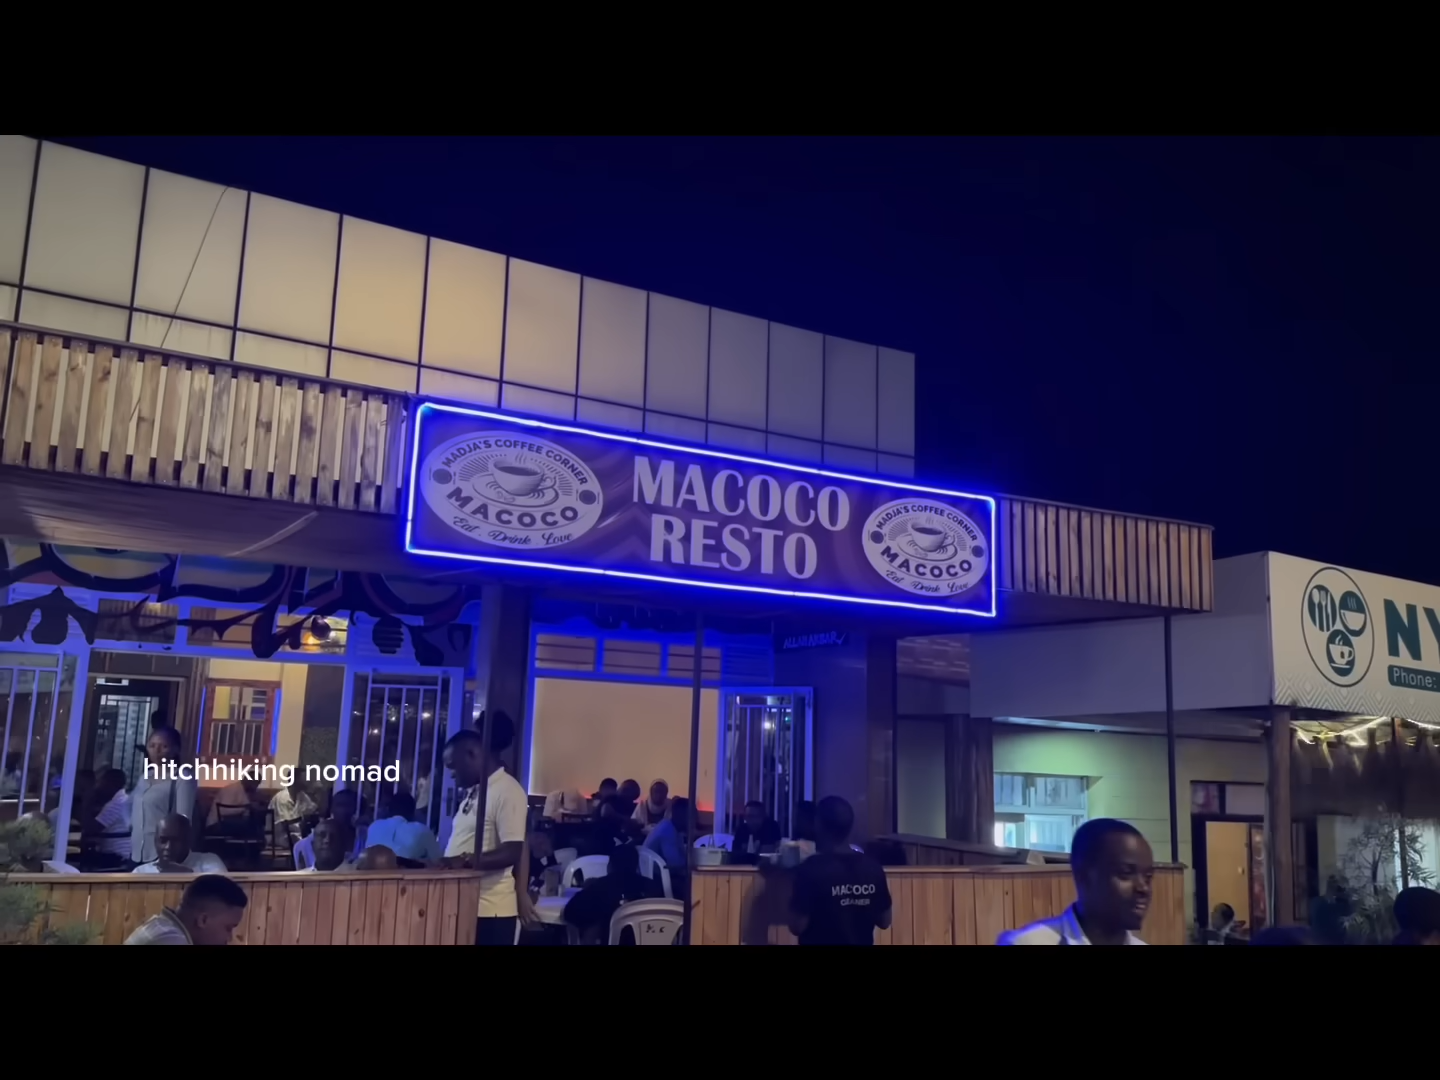 MADJA'S COFFEE CORNER
MACOCO
Eat . Drink . Love
MACOCO
RESTO
MADJA'S COFFEE CORNER
MACOCO
Eat . Drink . Love
NY
Phone:
hitchhiking nomad
MACOCO